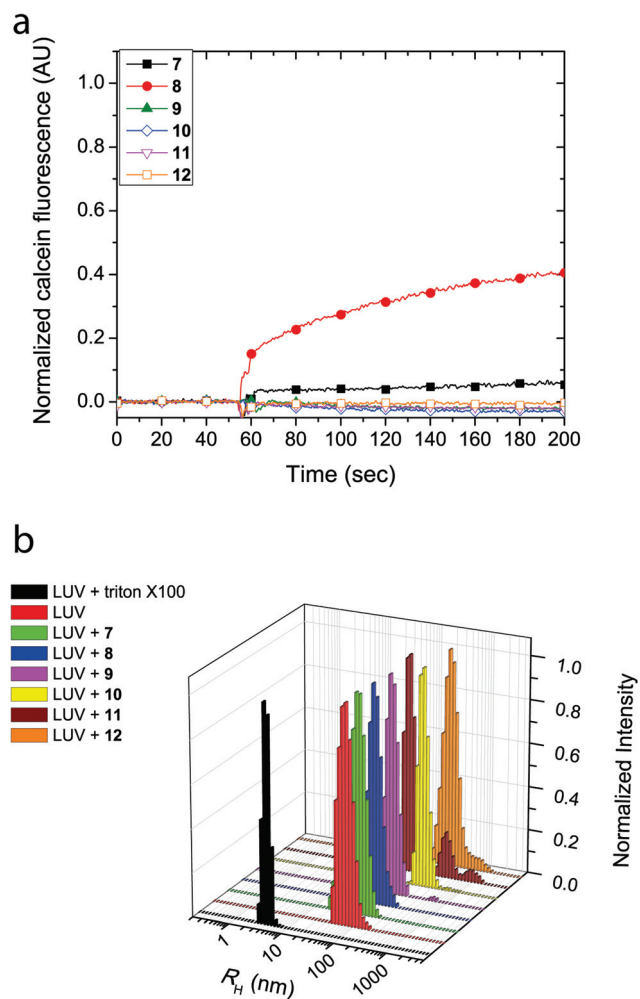 a
Normalized calcein fluorescence (AU)
1.0
0.8
0.6
0.4
0.2
0.0
7
8
9
10
11
12
0 20 40 60 80 100 120 140 160 180 200
Time (sec)
b
LUV + triton X100
LUV
LUV + 7
LUV + 8
LUV + 9
LUV + 10
LUV + 11
LUV + 12
1.0
0.8
0.6
0.4
0.2
0.0
Normalized Intensity
1 10 100 1000
RH (nm)